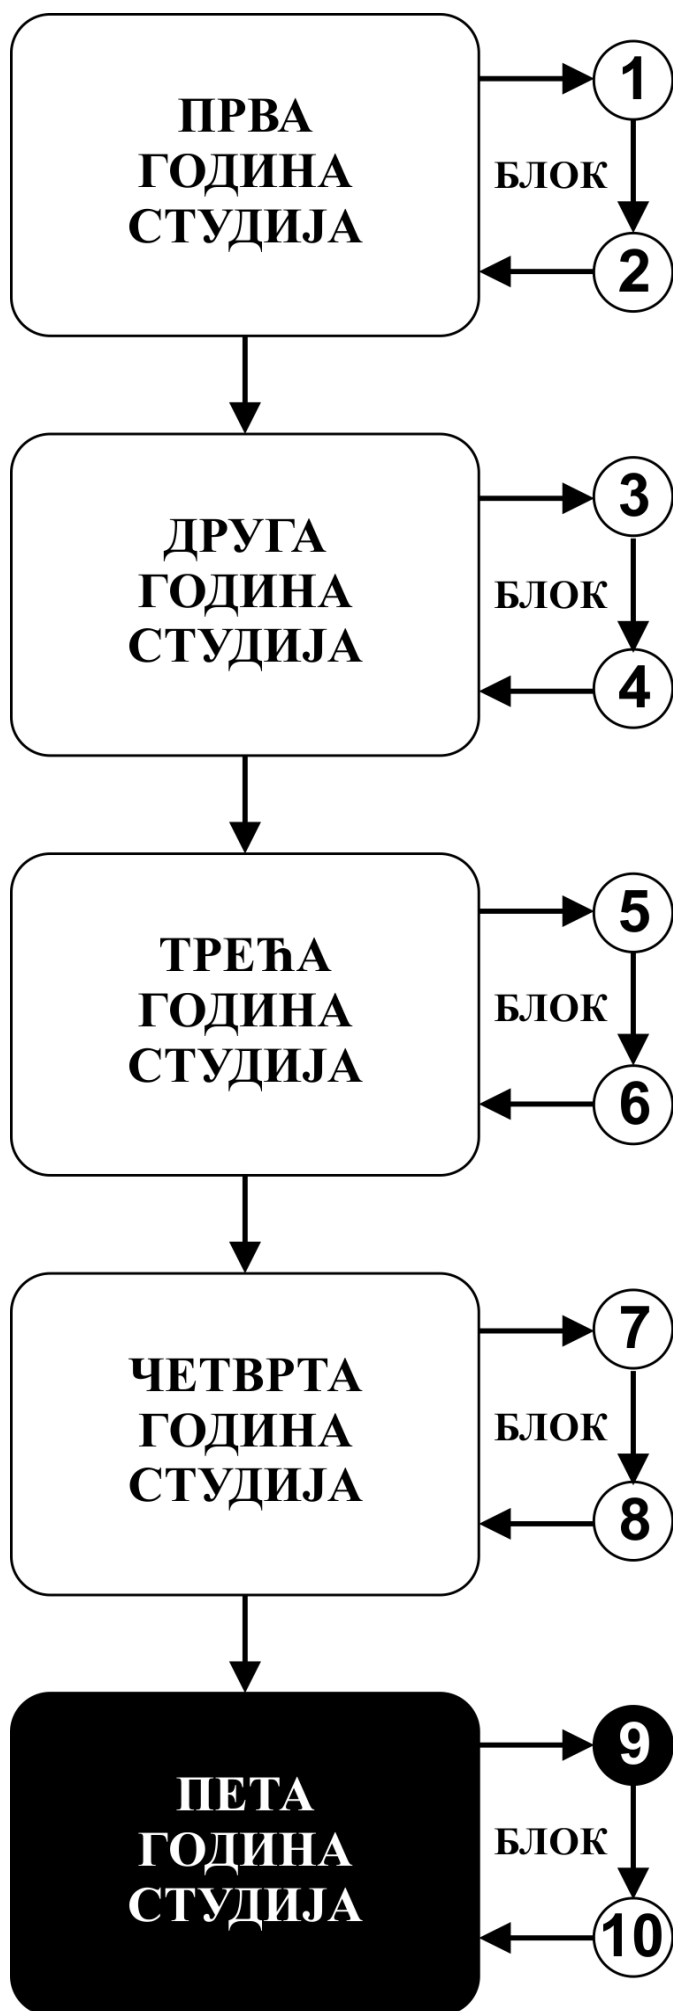 ПРВА
ГОДИНА
СТУДИЈА
1
БЛОК
2
ДРУГА
ГОДИНА
СТУДИЈА
3
БЛОК
4
ТРЕЋА
ГОДИНА
СТУДИЈА
5
БЛОК
6
ЧЕТВРТА
ГОДИНА
СТУДИЈА
7
БЛОК
8
ПЕТА
ГОДИНА
СТУДИЈА
9
БЛОК
10